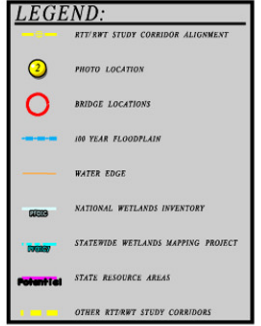 LEGEND:
RTT/RWT STUDY CORRIDOR ALIGNMENT
2 PHOTO LOCATION
BRIDGE LOCATIONS
100 YEAR FLOODPLAIN
WATER EDGE
NATIONAL WETLANDS INVENTORY
STATEWIDE WETLANDS MAPPING PROJECT
Potential STATE RESOURCE AREAS
OTHER RTT/RWT STUDY CORRIDORS